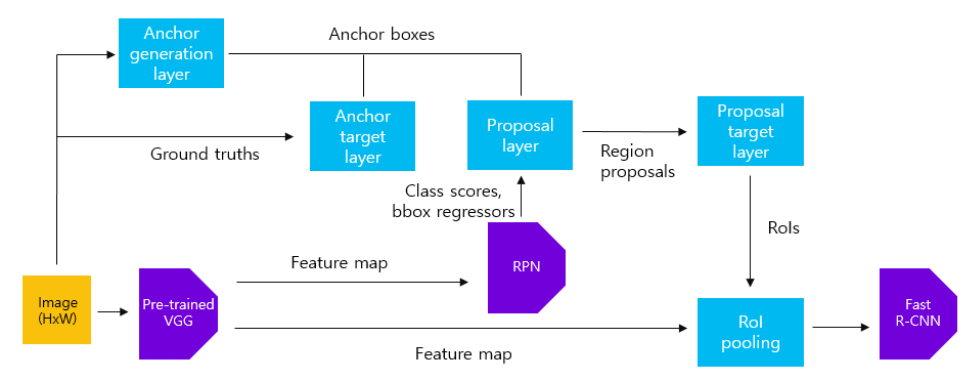 Anchor
generation
layer
Anchor boxes
Anchor
target
layer
Ground truths
Proposal
layer
Region
proposals
Proposal
target
layer
Class scores,
bbox regressors
RoIs
Feature map
RPN
Image
(HxW)
Pre-trained
VGG
Feature map
RoI
pooling
Fast
R-CNN